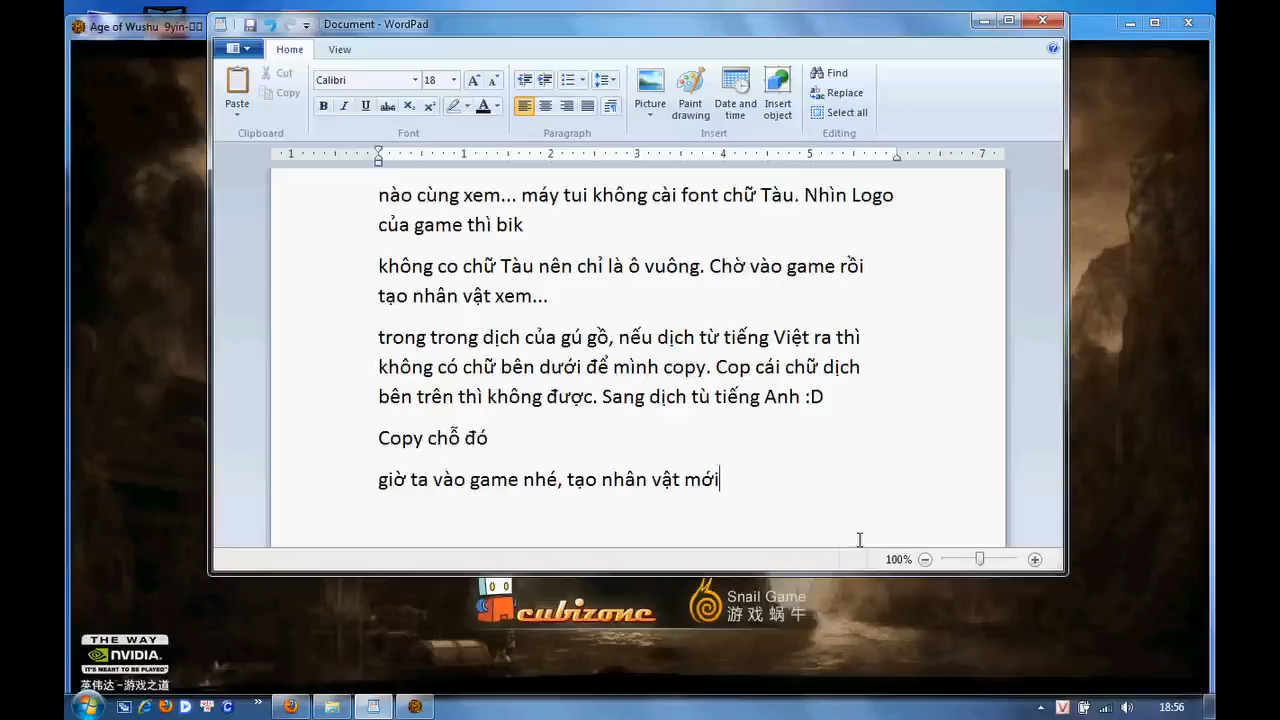 Age of Wushu 9yin-□□
Document - WordPad
Home
View
Paste
Cut
Copy
Calibri
18
Picture
Paint drawing
Date and time
Insert object
Find
Replace
Select all
Clipboard
Font
Paragraph
Insert
Editing
1 1 2 3 4 5 7
nào cùng xem... máy tui không cài font chữ Tàu. Nhìn Logo
của game thì bik
không co chữ Tàu nên chỉ là ô vuông. Chờ vào game rồi
tạo nhân vật xem...
trong trong dịch của gú gồ, nếu dịch từ tiếng Việt ra thì
không có chữ bên dưới để mình copy. Cop cái chữ dịch
bên trên thì không được. Sang dịch tù tiếng Anh :D
Copy chỗ đó
giờ ta vào game nhé, tạo nhân vật mới
100%
cubizone
Snail Game
游戏蜗牛
THE WAY
NVIDIA.
IT'S MEANT TO BE PLAYED
英伟达-游戏之道
18:56